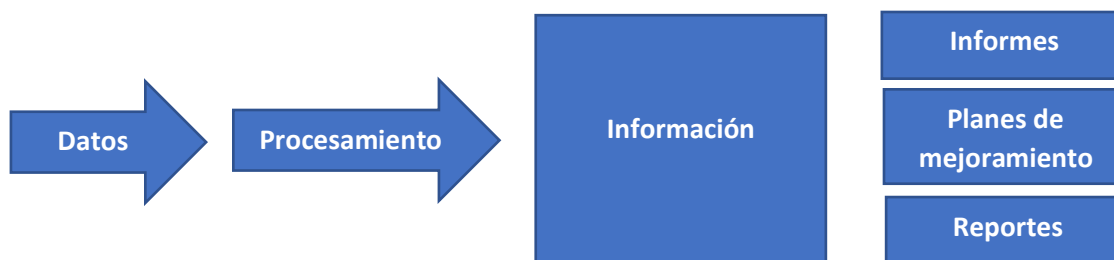 Datos
Procesamiento
Información
Informes
Planes de
mejoramiento
Reportes